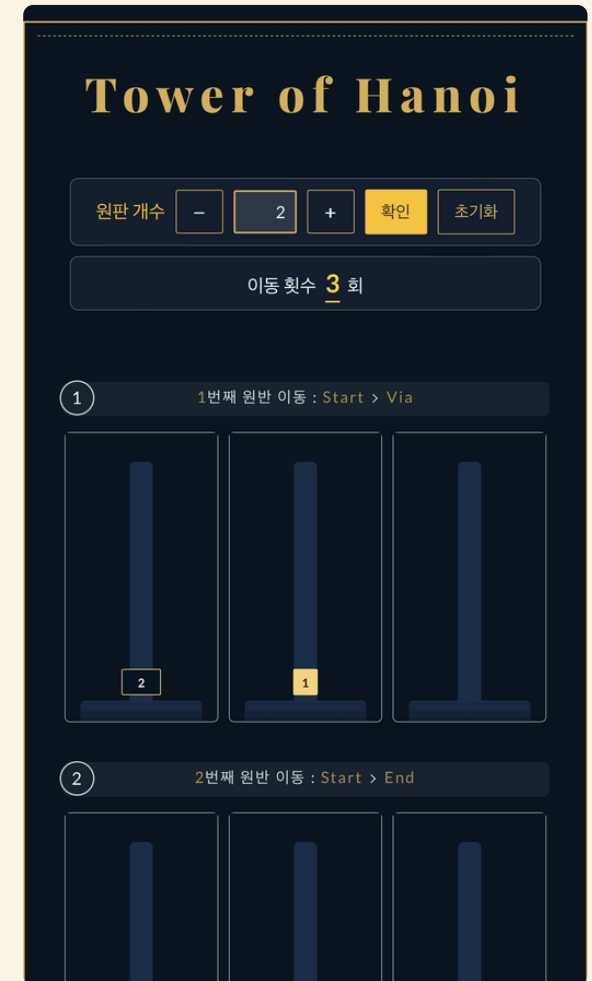 Tower of Hanoi
원판 개수 − 2 + 확인 초기화
이동 횟수 3 회
1 1번째 원반 이동 : Start > Via
2 1
2 2번째 원반 이동 : Start > End